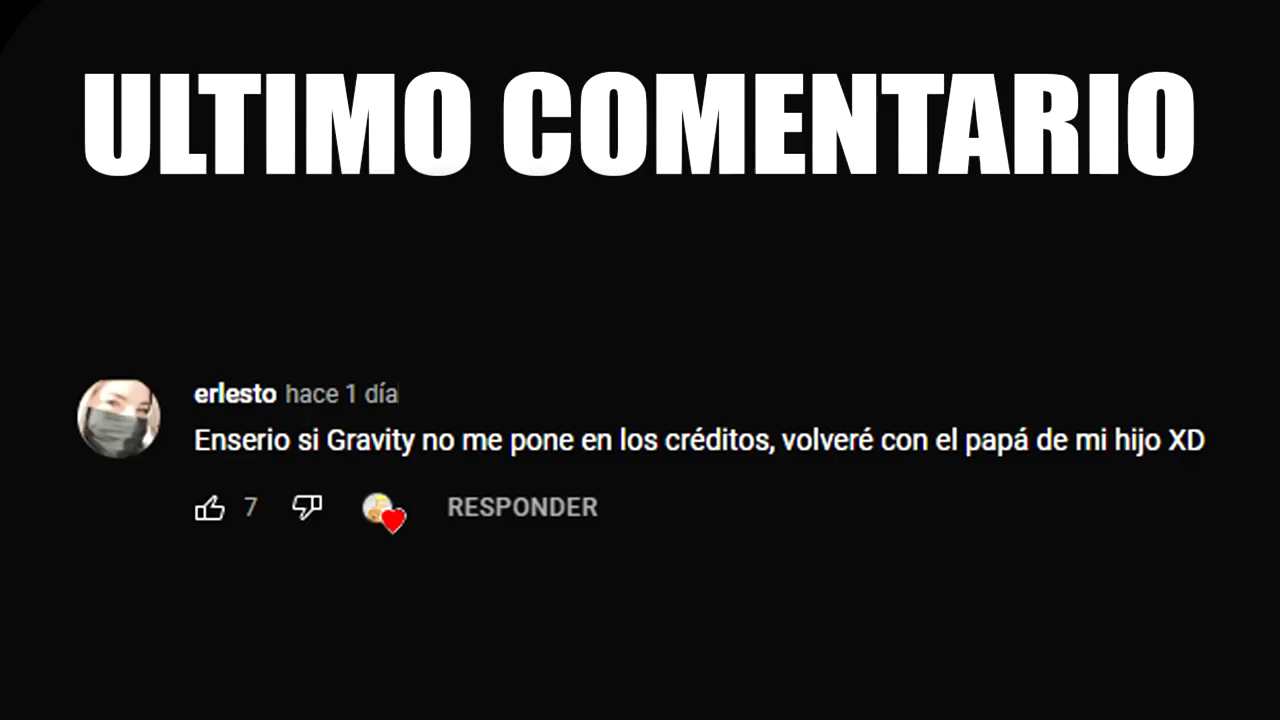 ULTIMO COMENTARIO
erlesto hace 1 día
Enserio si Gravity no me pone en los créditos, volveré con el papá de mi hijo XD
7 RESPONDER